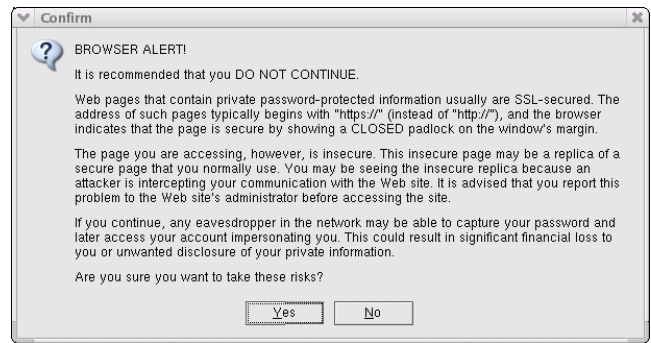 Confirm
BROWSER ALERT!
It is recommended that you DO NOT CONTINUE.
Web pages that contain private password-protected information usually are SSL-secured. The
address of such pages typically begins with "https://" (instead of "http://"), and the browser
indicates that the page is secure by showing a CLOSED padlock on the window's margin.
The page you are accessing, however, is insecure. This insecure page may be a replica of a
secure page that you normally use. You may be seeing the insecure replica because an
attacker is intercepting your communication with the Web site. It is advised that you report this
problem to the Web site's administrator before accessing the site.
If you continue, any eavesdropper in the network may be able to capture your password and
later access your account impersonating you. This could result in significant financial loss to
you or unwanted disclosure of your private information.
Are you sure you want to take these risks?
Yes No